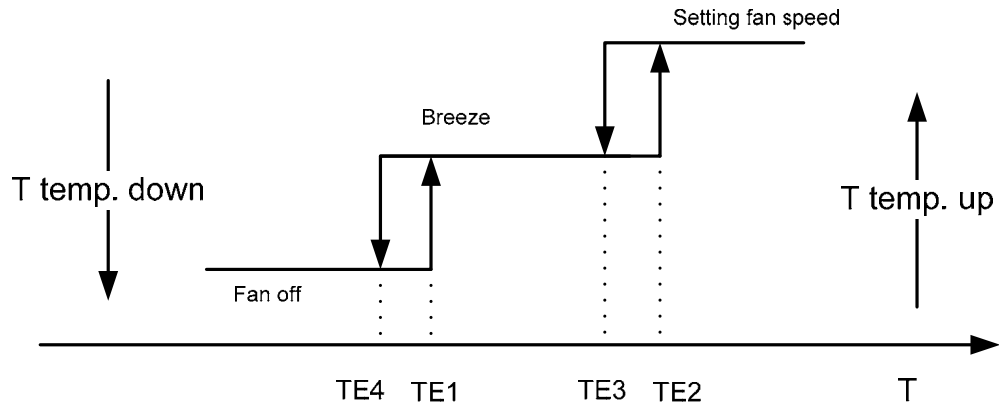 Setting fan speed
Breeze
T temp. down
T temp. up
Fan off
TE4 TE1 TE3 TE2 T